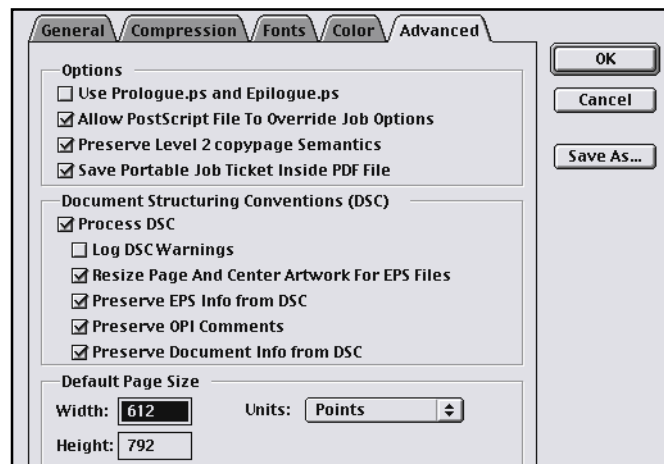 General Compression Fonts Color Advanced
OK
Cancel
Save As...
Options
Use Prologue.ps and Epilogue.ps
Allow PostScript File To Override Job Options
Preserve Level 2 copypage Semantics
Save Portable Job Ticket Inside PDF File
Document Structuring Conventions (DSC)
Process DSC
Log DSC Warnings
Resize Page And Center Artwork For EPS Files
Preserve EPS Info from DSC
Preserve OPI Comments
Preserve Document Info from DSC
Default Page Size
Width: 612 Units: Points
Height: 792